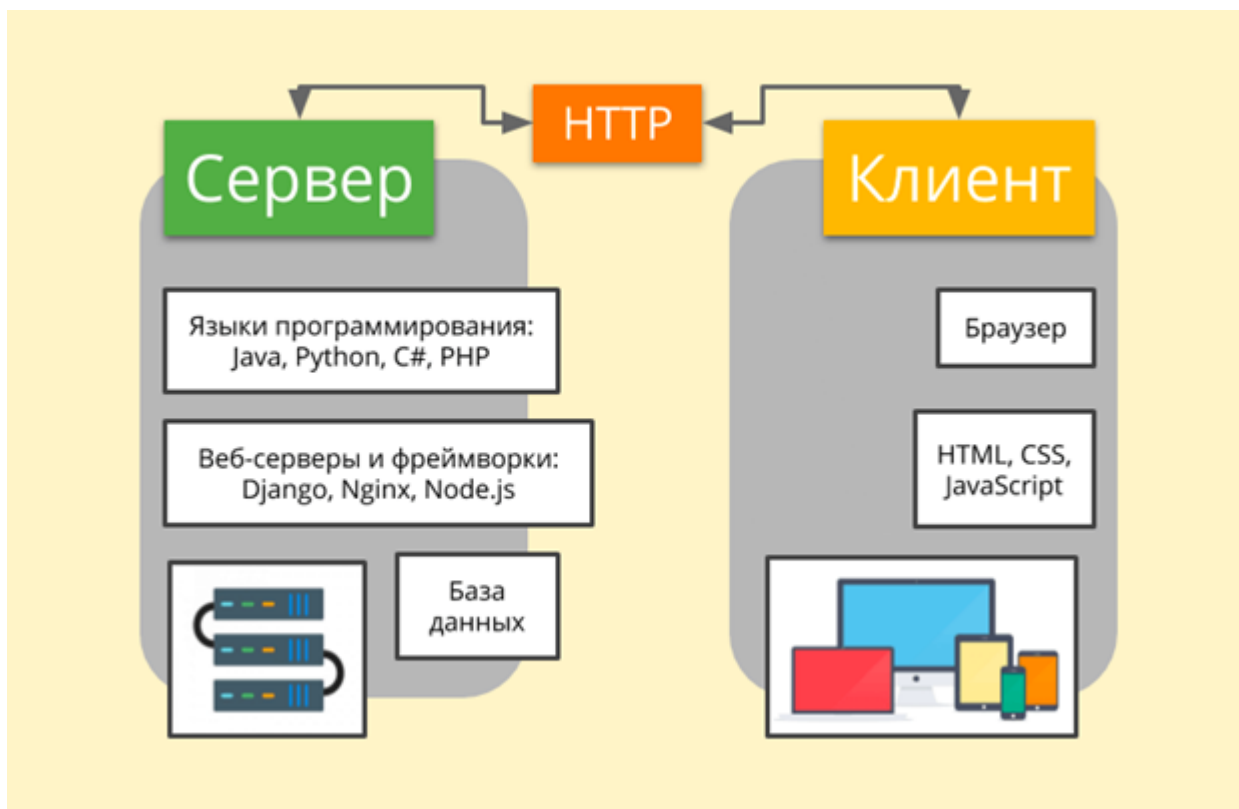 HTTP
Сервер
Клиент
Языки программирования:
Java, Python, C#, PHP
Веб-серверы и фреймворки:
Django, Nginx, Node.js
База
данных
Браузер
HTML, CSS,
JavaScript